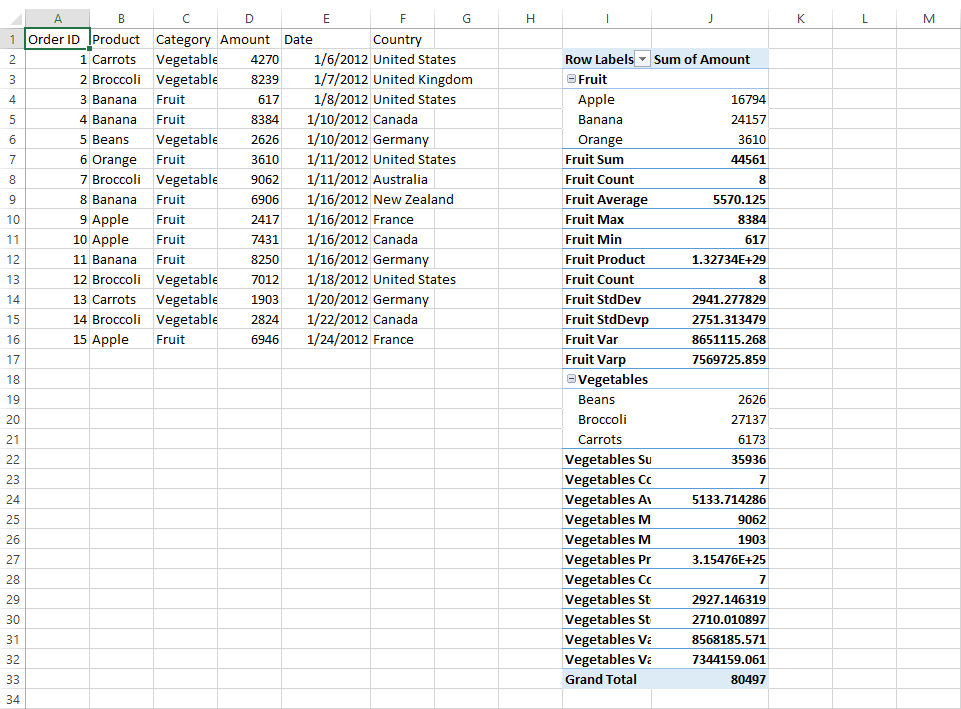 A B C D E F G H I J K L M
1 Order ID Product Category Amount Date Country
2 1 Carrots Vegetable 4270 1/6/2012 United States Row Labels Sum of Amount
3 2 Broccoli Vegetable 8239 1/7/2012 United Kingdom Fruit
4 3 Banana Fruit 617 1/8/2012 United States Apple 16794
5 4 Banana Fruit 8384 1/10/2012 Canada Banana 24157
6 5 Beans Vegetable 2626 1/10/2012 Germany Orange 3610
7 6 Orange Fruit 3610 1/11/2012 United States Fruit Sum 44561
8 7 Broccoli Vegetable 9062 1/11/2012 Australia Fruit Count 8
9 8 Banana Fruit 6906 1/16/2012 New Zealand Fruit Average 5570.125
10 9 Apple Fruit 2417 1/16/2012 France Fruit Max 8384
11 10 Apple Fruit 7431 1/16/2012 Canada Fruit Min 617
12 11 Banana Fruit 8250 1/16/2012 Germany Fruit Product 1.32734E+29
13 12 Broccoli Vegetable 7012 1/18/2012 United States Fruit Count 8
14 13 Carrots Vegetable 1903 1/20/2012 Germany Fruit StdDev 2941.277829
15 14 Broccoli Vegetable 2824 1/22/2012 Canada Fruit StdDevp 2751.313479
16 15 Apple Fruit 6946 1/24/2012 France Fruit Var 8651115.268
17 Fruit Varp 7569725.859
18 Vegetables
19 Beans 2626
20 Broccoli 27137
21 Carrots 6173
22 Vegetables Su 35936
23 Vegetables Co 7
24 Vegetables Av 5133.714286
25 Vegetables M 9062
26 Vegetables M 1903
27 Vegetables Pr 3.15476E+25
28 Vegetables Co 7
29 Vegetables St 2927.146319
30 Vegetables St 2710.010897
31 Vegetables Va 8568185.571
32 Vegetables Va 7344159.061
33 Grand Total 80497
34